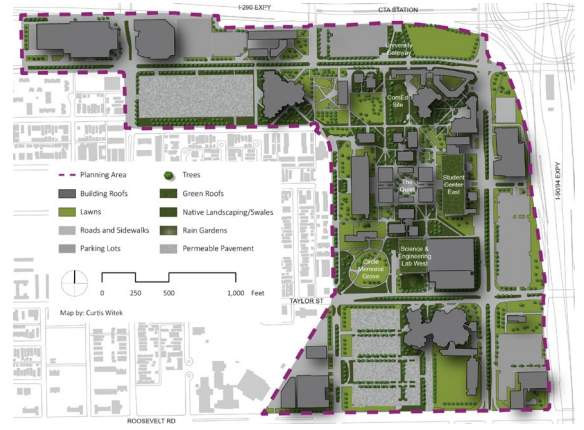 I-290 EXPY
CTA STATION
University
Gateway
ComEd
Site
The
Quad
Student
Center
East
I-90/94 EXPY
Planning Area
Trees
Building Roofs
Green Roofs
Lawns
Native Landscaping/Swales
Roads and Sidewalks
Rain Gardens
Parking Lots
Permeable Pavement
0 250 500 1,000 Feet
Map by: Curtis Witek
Science &
Engineering
Lab West
Circle
Memorial
Grove
TAYLOR ST
ROOSEVELT RD